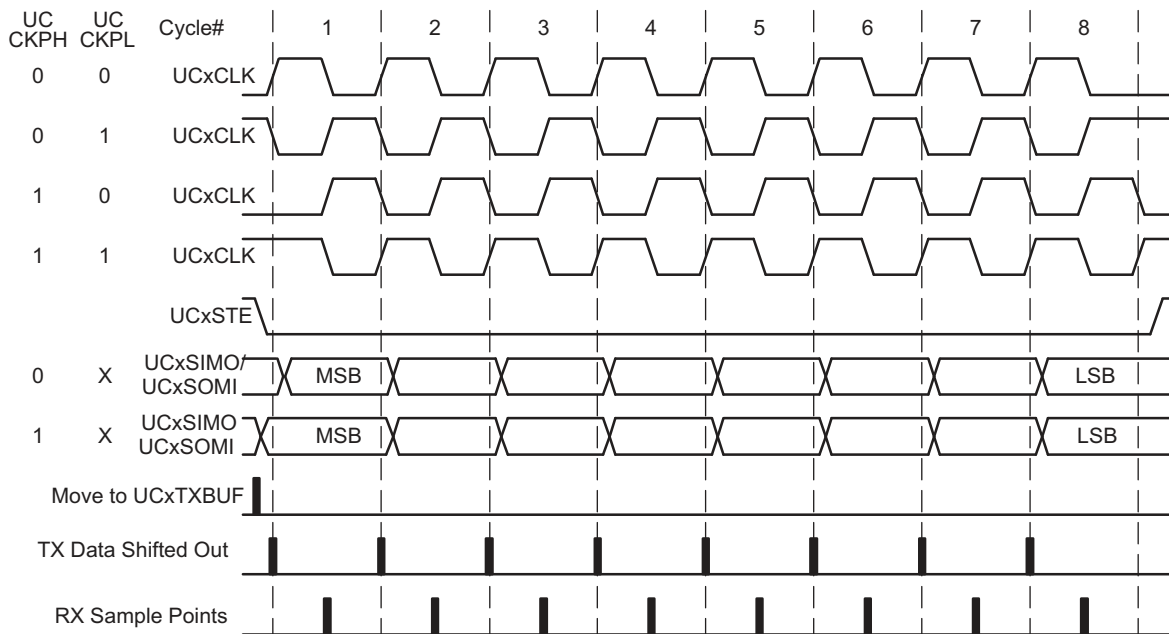 UC UC
CKPH CKPL Cycle# 1 2 3 4 5 6 7 8
0 0 UCxCLK
0 1 UCxCLK
1 0 UCxCLK
1 1 UCxCLK
UCxSTE
0 X UCxSIMO/
UCxSOMI MSB LSB
1 X UCxSIMO
UCxSOMI MSB LSB
Move to UCxTXBUF
TX Data Shifted Out
RX Sample Points